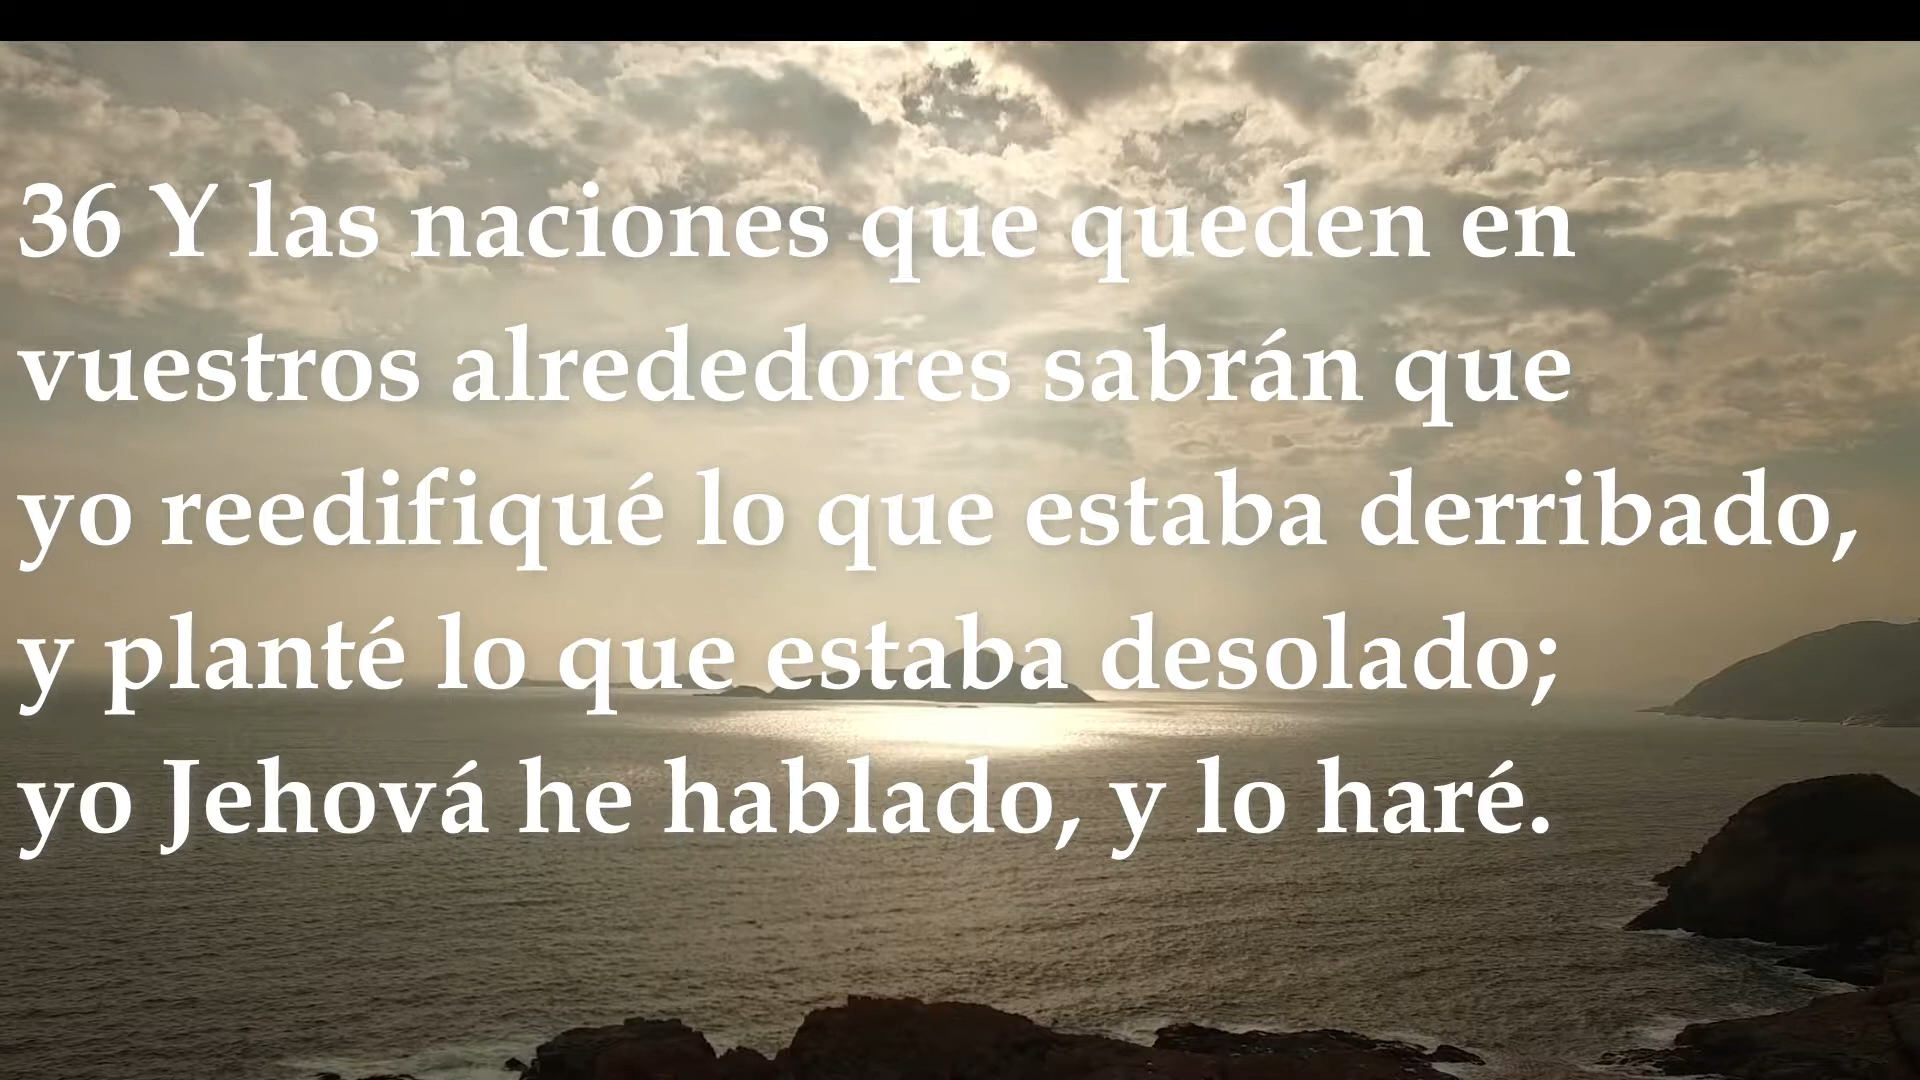 36 Y las naciones que queden en
vuestros alrededores sabrán que
yo reedifiqué lo que estaba derribado,
y planté lo que estaba desolado;
yo Jehová he hablado, y lo haré.